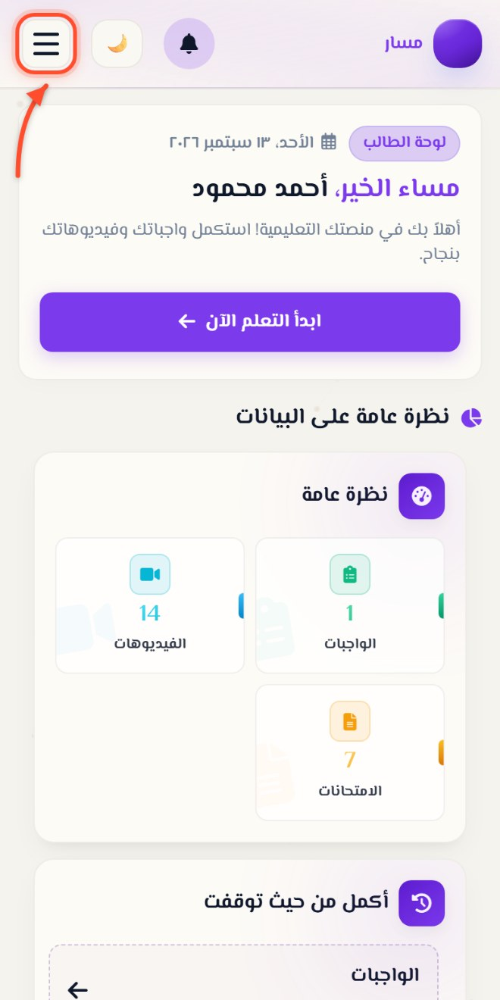 مسار
لوحة الطالب
الأحد، ١٣ سبتمبر ٢٠٢٦
مساء الخير، أحمد محمود
أهلاً بك في منصتك التعليمية! استكمل واجباتك وفيديوهاتك
بنجاح.
ابدأ التعلم الآن
نظرة عامة على البيانات
نظرة عامة
1
الواجبات
14
الفيديوهات
7
الامتحانات
أكمل من حيث توقفت
الواجبات